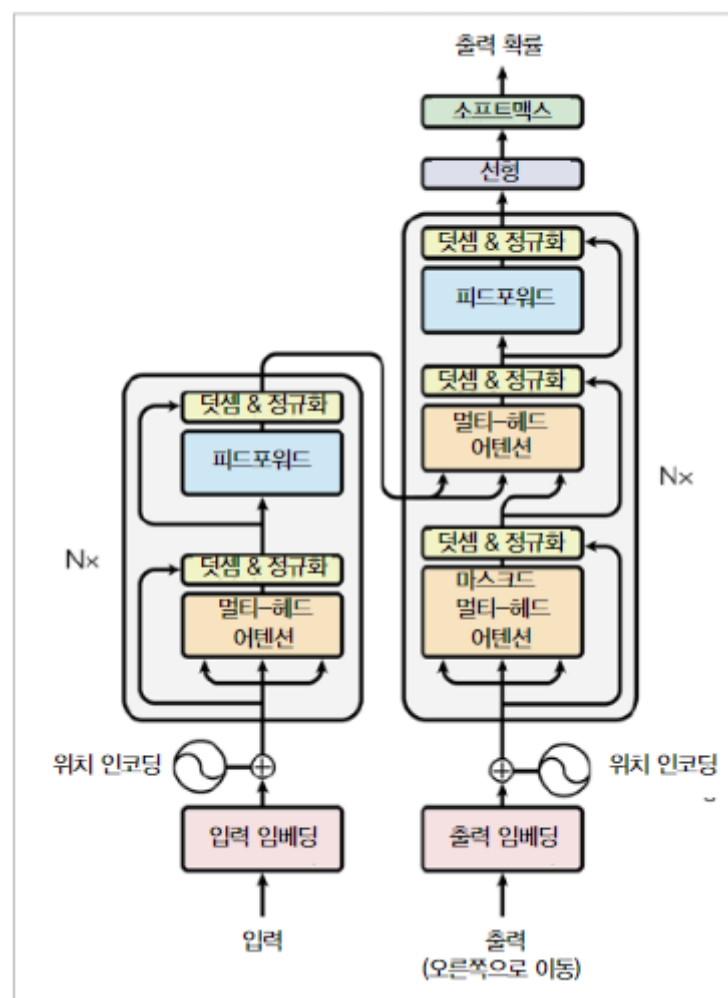 출력 확률
소프트맥스
선형
덧셈 & 정규화
피드포워드
덧셈 & 정규화
멀티-헤드
어텐션
Nx
덧셈 & 정규화
마스크드
멀티-헤드
어텐션
덧셈 & 정규화
피드포워드
Nx
덧셈 & 정규화
멀티-헤드
어텐션
위치 인코딩
위치 인코딩
입력 임베딩
출력 임베딩
입력
출력
(오른쪽으로 이동)